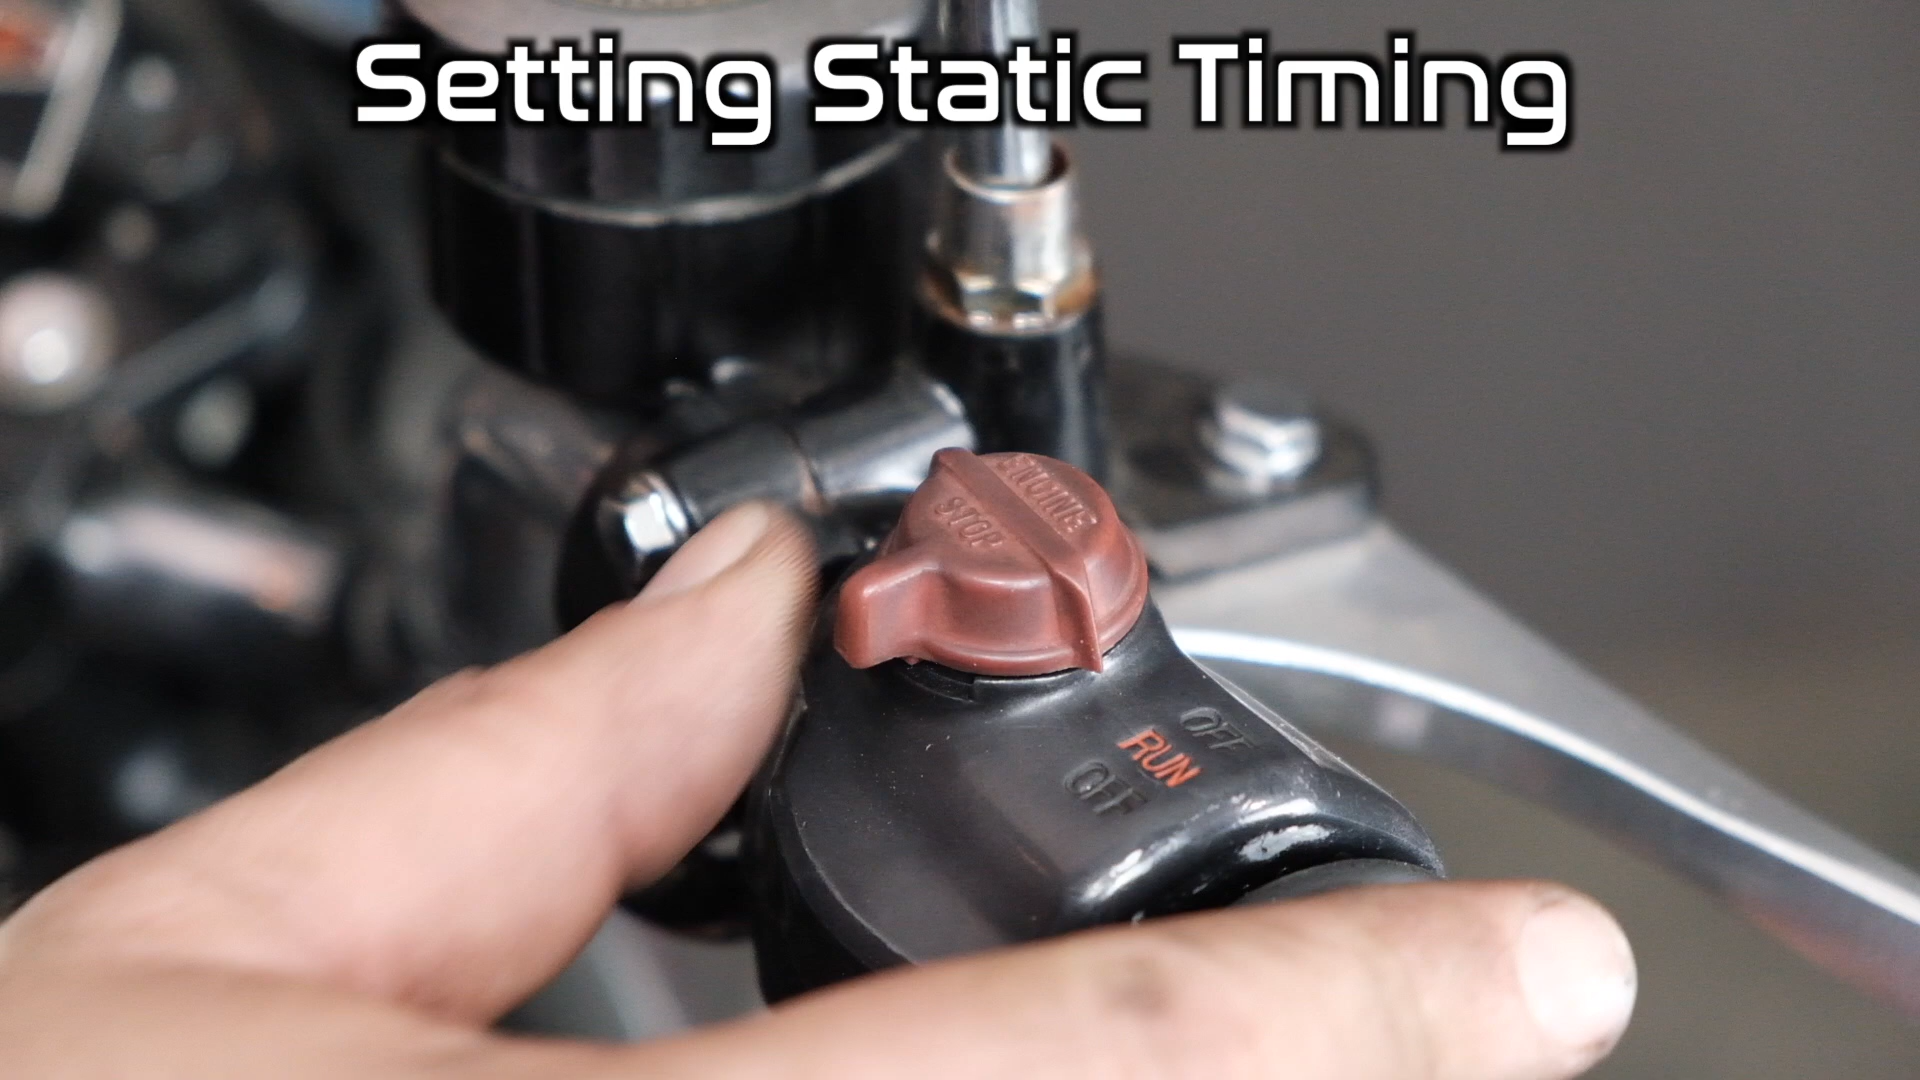 Setting Static Timing
ENGINE
STOP
OFF
RUN
OFF